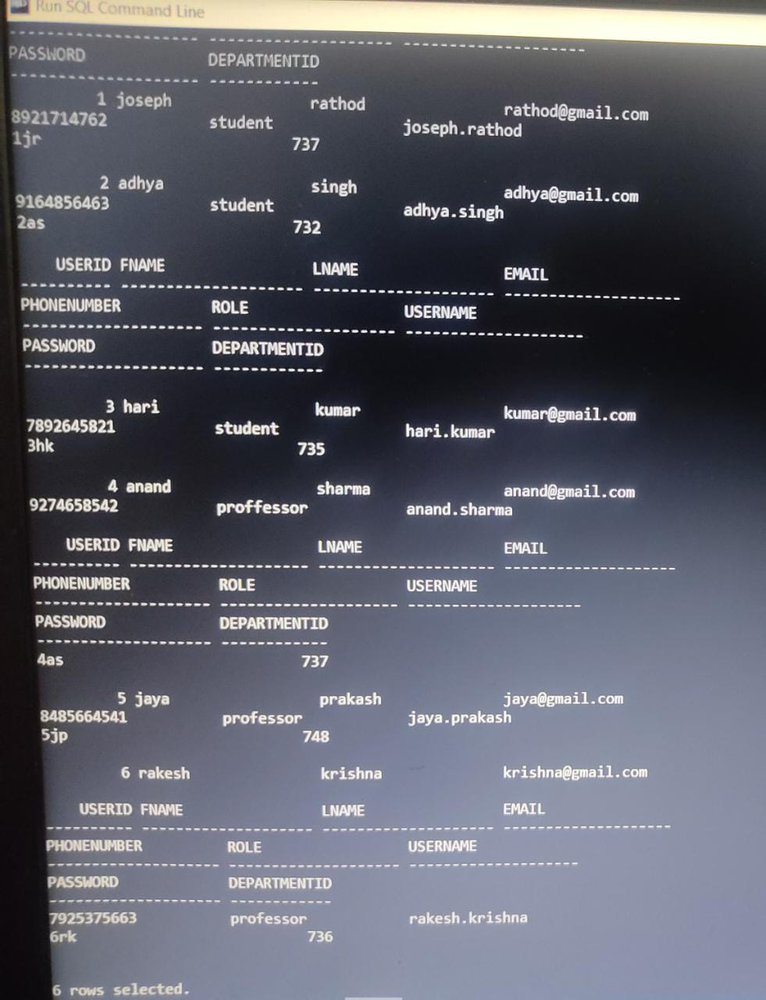 Run SQL Command Line
-------------------- -------------------- --------------------
PASSWORD DEPARTMENTID
-------------------- ------------
1 joseph rathod rathod@gmail.com
8921714762 student joseph.rathod
1jr 737
2 adhya singh adhya@gmail.com
9164856463 student adhya.singh
2as 732
USERID FNAME LNAME EMAIL
---------- -------------------- -------------------- --------------------
PHONENUMBER ROLE USERNAME
-------------------- -------------------- --------------------
PASSWORD DEPARTMENTID
-------------------- ------------
3 hari kumar kumar@gmail.com
7892645821 student hari.kumar
3hk 735
4 anand sharma anand@gmail.com
9274658542 proffessor anand.sharma
USERID FNAME LNAME EMAIL
---------- -------------------- -------------------- --------------------
PHONENUMBER ROLE USERNAME
-------------------- -------------------- --------------------
PASSWORD DEPARTMENTID
-------------------- ------------
4as 737
5 jaya prakash jaya@gmail.com
8485664541 professor jaya.prakash
5jp 748
6 rakesh krishna krishna@gmail.com
USERID FNAME LNAME EMAIL
---------- -------------------- -------------------- --------------------
PHONENUMBER ROLE USERNAME
-------------------- -------------------- --------------------
PASSWORD DEPARTMENTID
-------------------- ------------
7925375663 professor rakesh.krishna
6rk 736
6 rows selected.